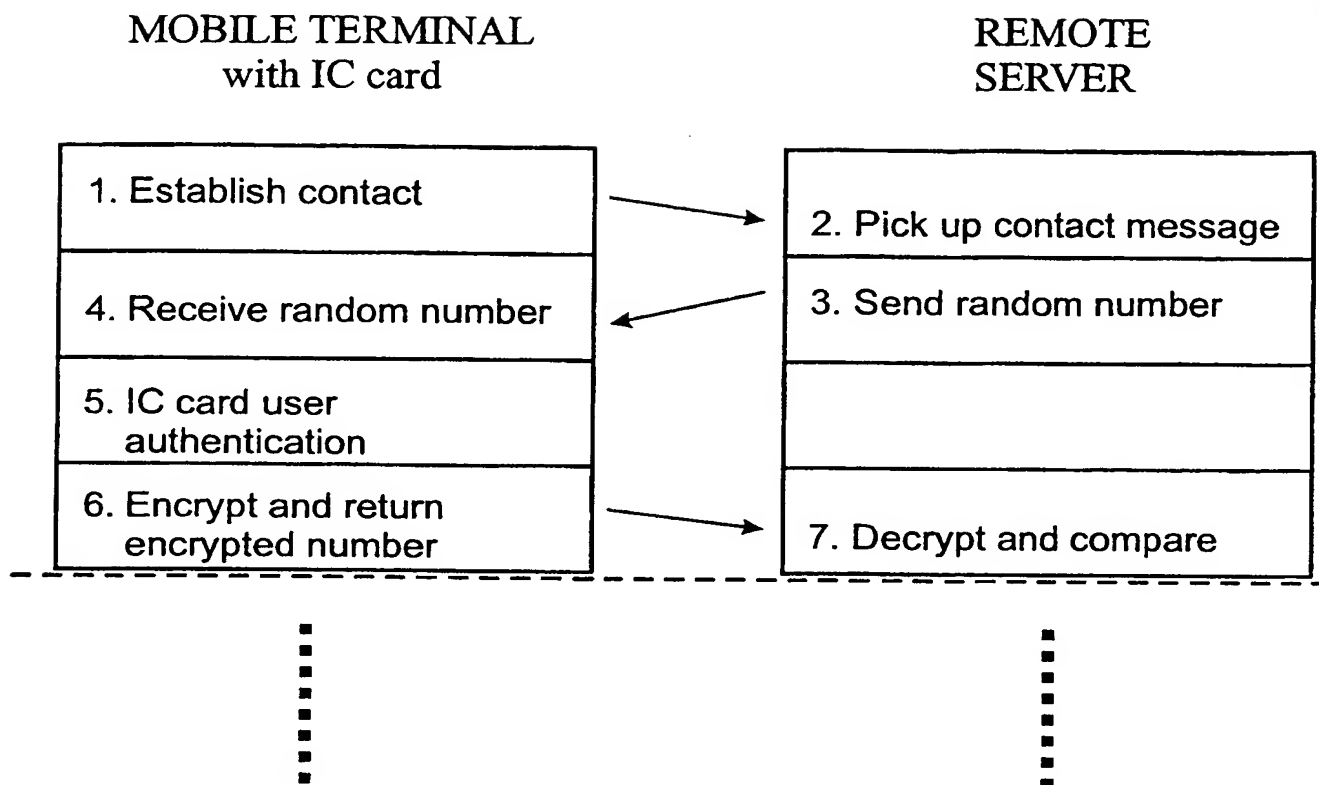 MOBILE TERMINAL
with IC card
REMOTE
SERVER
1. Establish contact
2. Pick up contact message
4. Receive random number
3. Send random number
5. IC card user
authentication
6. Encrypt and return
encrypted number
7. Decrypt and compare